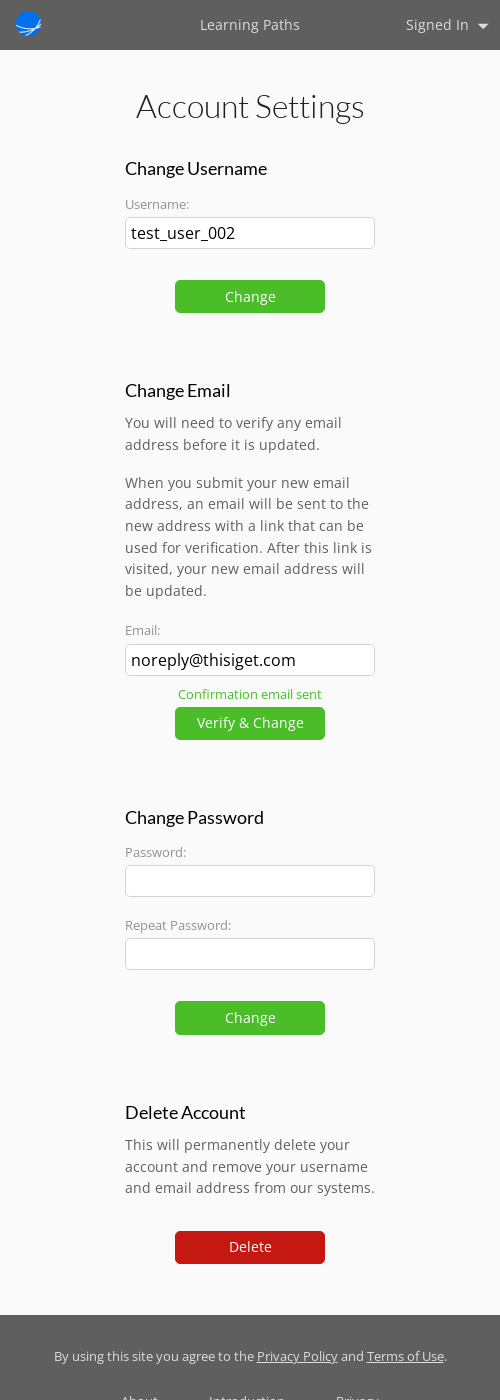 Learning Paths
Signed In
Account Settings
Change Username
Username:
test_user_002
Change
Change Email
You will need to verify any email
address before it is updated.
When you submit your new email
address, an email will be sent to the
new address with a link that can be
used for verification. After this link is
visited, your new email address will
be updated.
Email:
noreply@thisiget.com
Confirmation email sent
Verify & Change
Change Password
Password:
Repeat Password:
Change
Delete Account
This will permanently delete your
account and remove your username
and email address from our systems.
Delete
By using this site you agree to the Privacy Policy and Terms of Use.
About Introduction Privacy